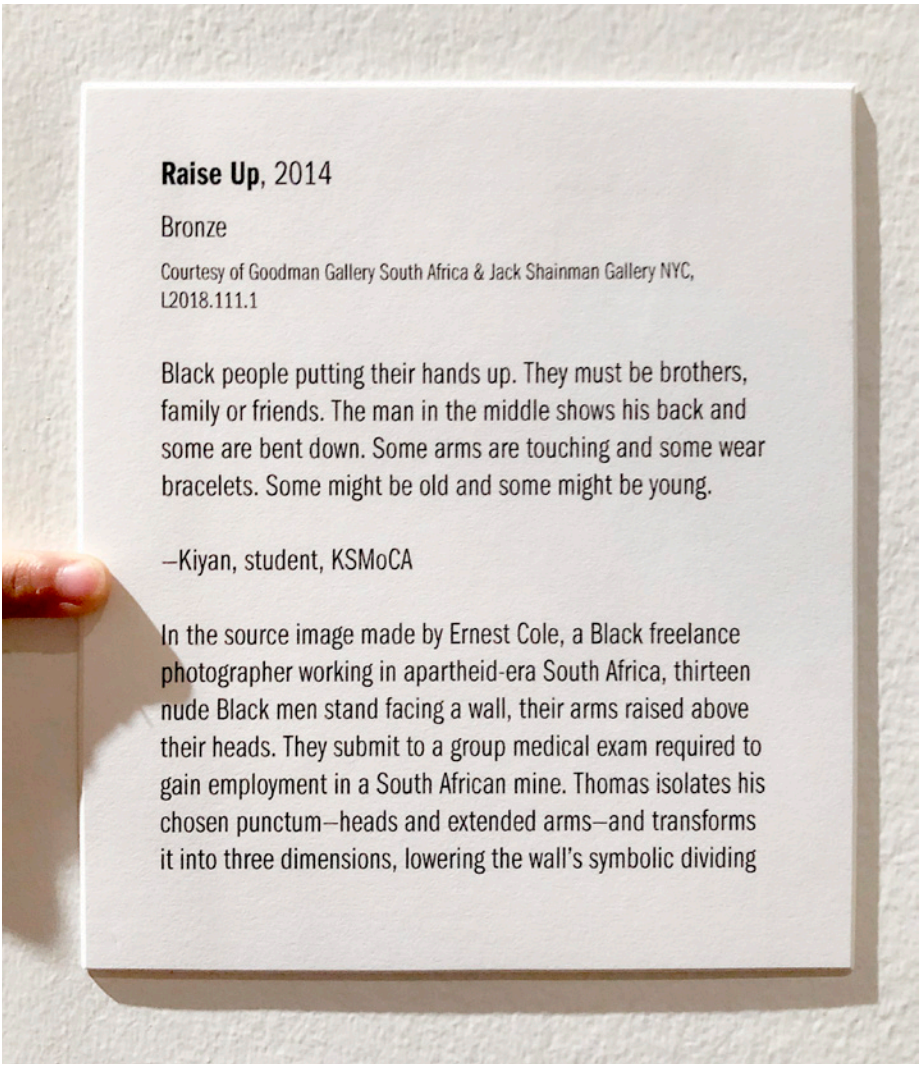 Raise Up, 2014
Bronze
Courtesy of Goodman Gallery South Africa & Jack Shainman Gallery NYC,
L2018.111.1
Black people putting their hands up. They must be brothers,
family or friends. The man in the middle shows his back and
some are bent down. Some arms are touching and some wear
bracelets. Some might be old and some might be young.
—Kiyan, student, KSMoCA
In the source image made by Ernest Cole, a Black freelance
photographer working in apartheid-era South Africa, thirteen
nude Black men stand facing a wall, their arms raised above
their heads. They submit to a group medical exam required to
gain employment in a South African mine. Thomas isolates his
chosen punctum—heads and extended arms—and transforms
it into three dimensions, lowering the wall’s symbolic dividing